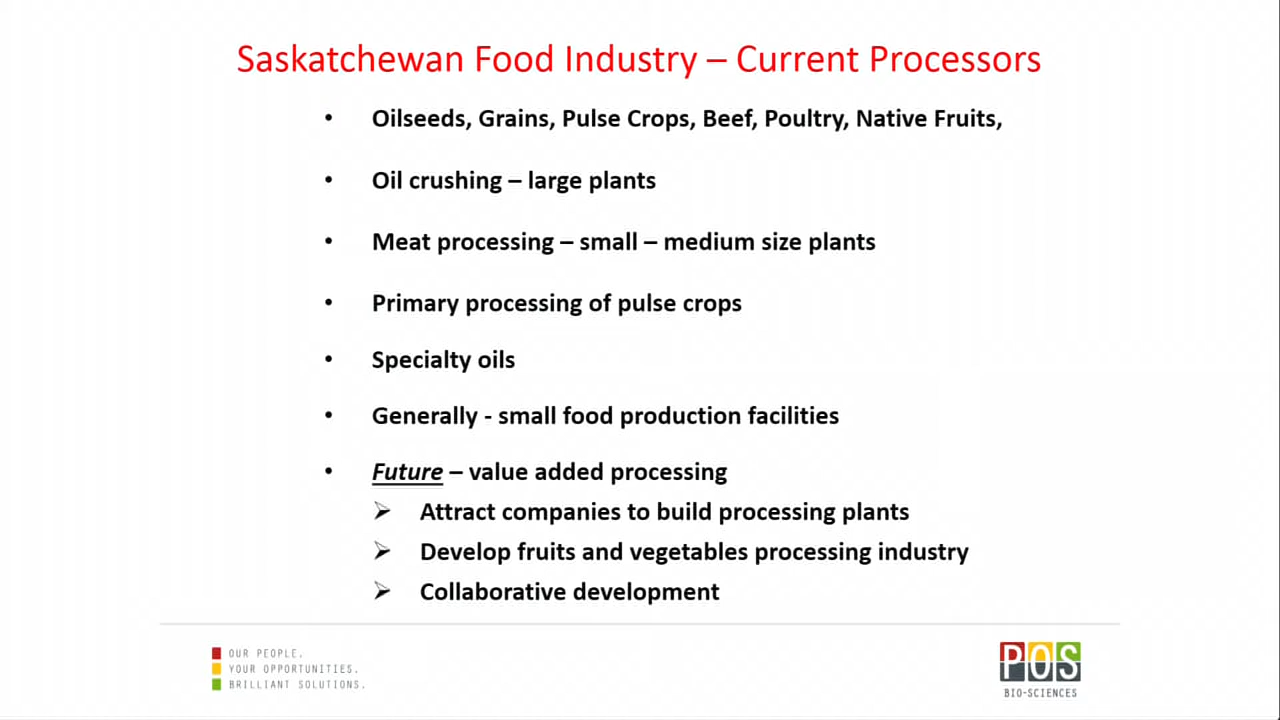 Saskatchewan Food Industry – Current Processors
• Oilseeds, Grains, Pulse Crops, Beef, Poultry, Native Fruits,
• Oil crushing – large plants
• Meat processing – small – medium size plants
• Primary processing of pulse crops
• Specialty oils
• Generally - small food production facilities
• Future – value added processing
➢ Attract companies to build processing plants
➢ Develop fruits and vegetables processing industry
➢ Collaborative development
OUR PEOPLE.
YOUR OPPORTUNITIES.
BRILLIANT SOLUTIONS.
POS
BIO-SCIENCES